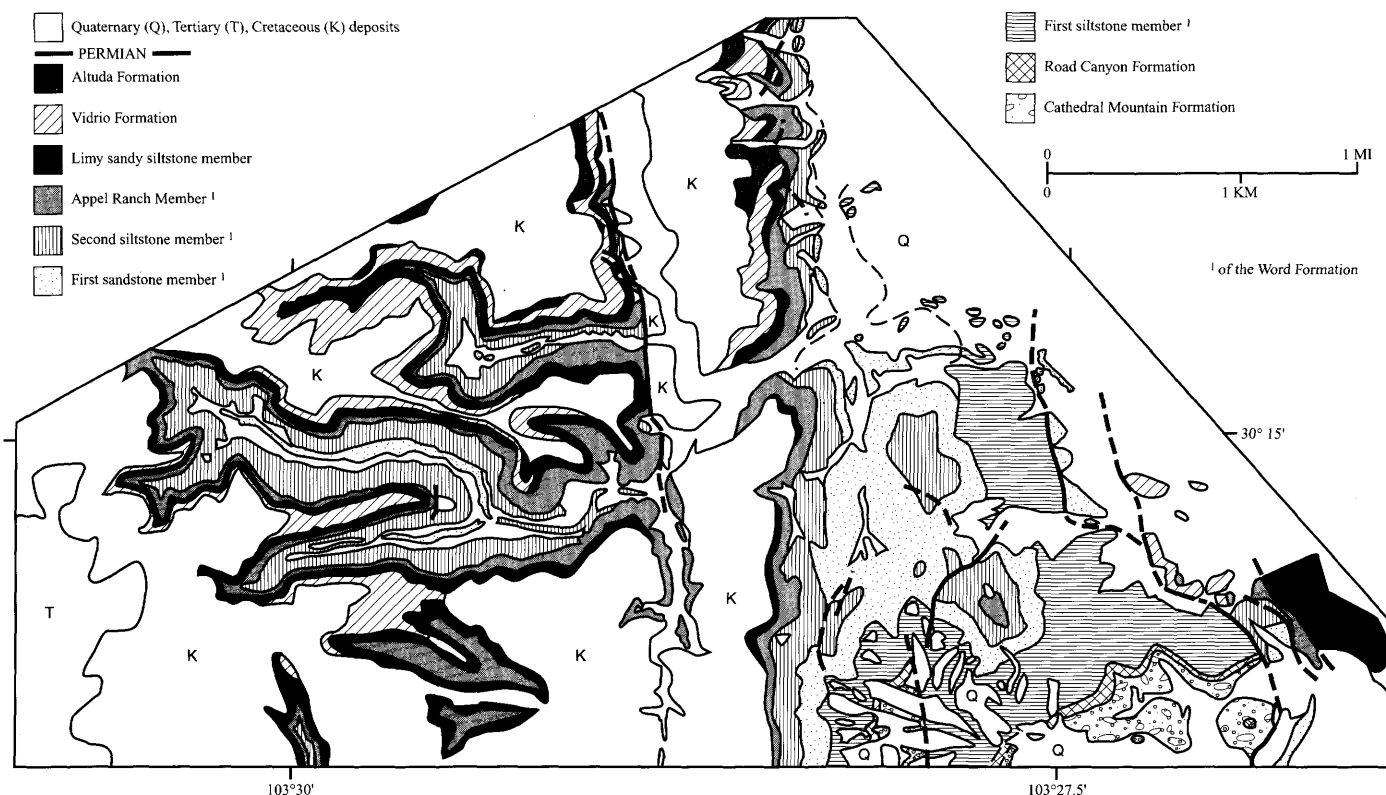 Quaternary (Q), Tertiary (T), Cretaceous (K) deposits
PERMIAN
Altuda Formation
Vidrio Formation
Limy sandy siltstone member
Appel Ranch Member ¹
Second siltstone member ¹
First sandstone member ¹
First siltstone member ¹
Road Canyon Formation
Cathedral Mountain Formation
0 1 MI
0 1 KM
¹ of the Word Formation
K
K
Q
K
K
K
30° 15'
T
K
K
K
Q
Q
Q
103°30'
103°27.5'